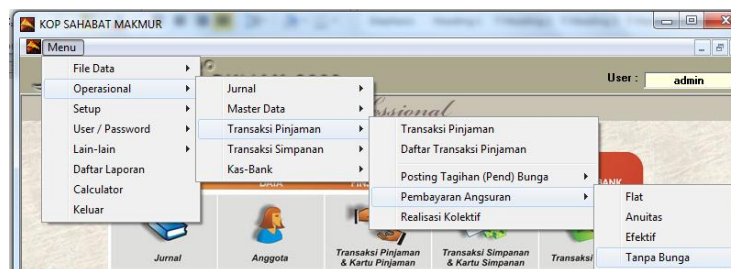 KOP SAHABAT MAKMUR
Menu
File Data
Operasional
Setup
User / Password
Lain-lain
Daftar Laporan
Calculator
Keluar
Jurnal
Master Data
Transaksi Pinjaman
Transaksi Simpanan
Kas-Bank
Transaksi Pinjaman
Daftar Transaksi Pinjaman
Posting Tagihan (Pend) Bunga
Pembayaran Angsuran
Realisasi Kolektif
Flat
Anuitas
Efektif
Tanpa Bunga
User : admin
Jurnal
Anggota
Transaksi Pinjaman
& Kartu Pinjaman
Transaksi Simpanan
& Kartu Simpanan
Transaksi